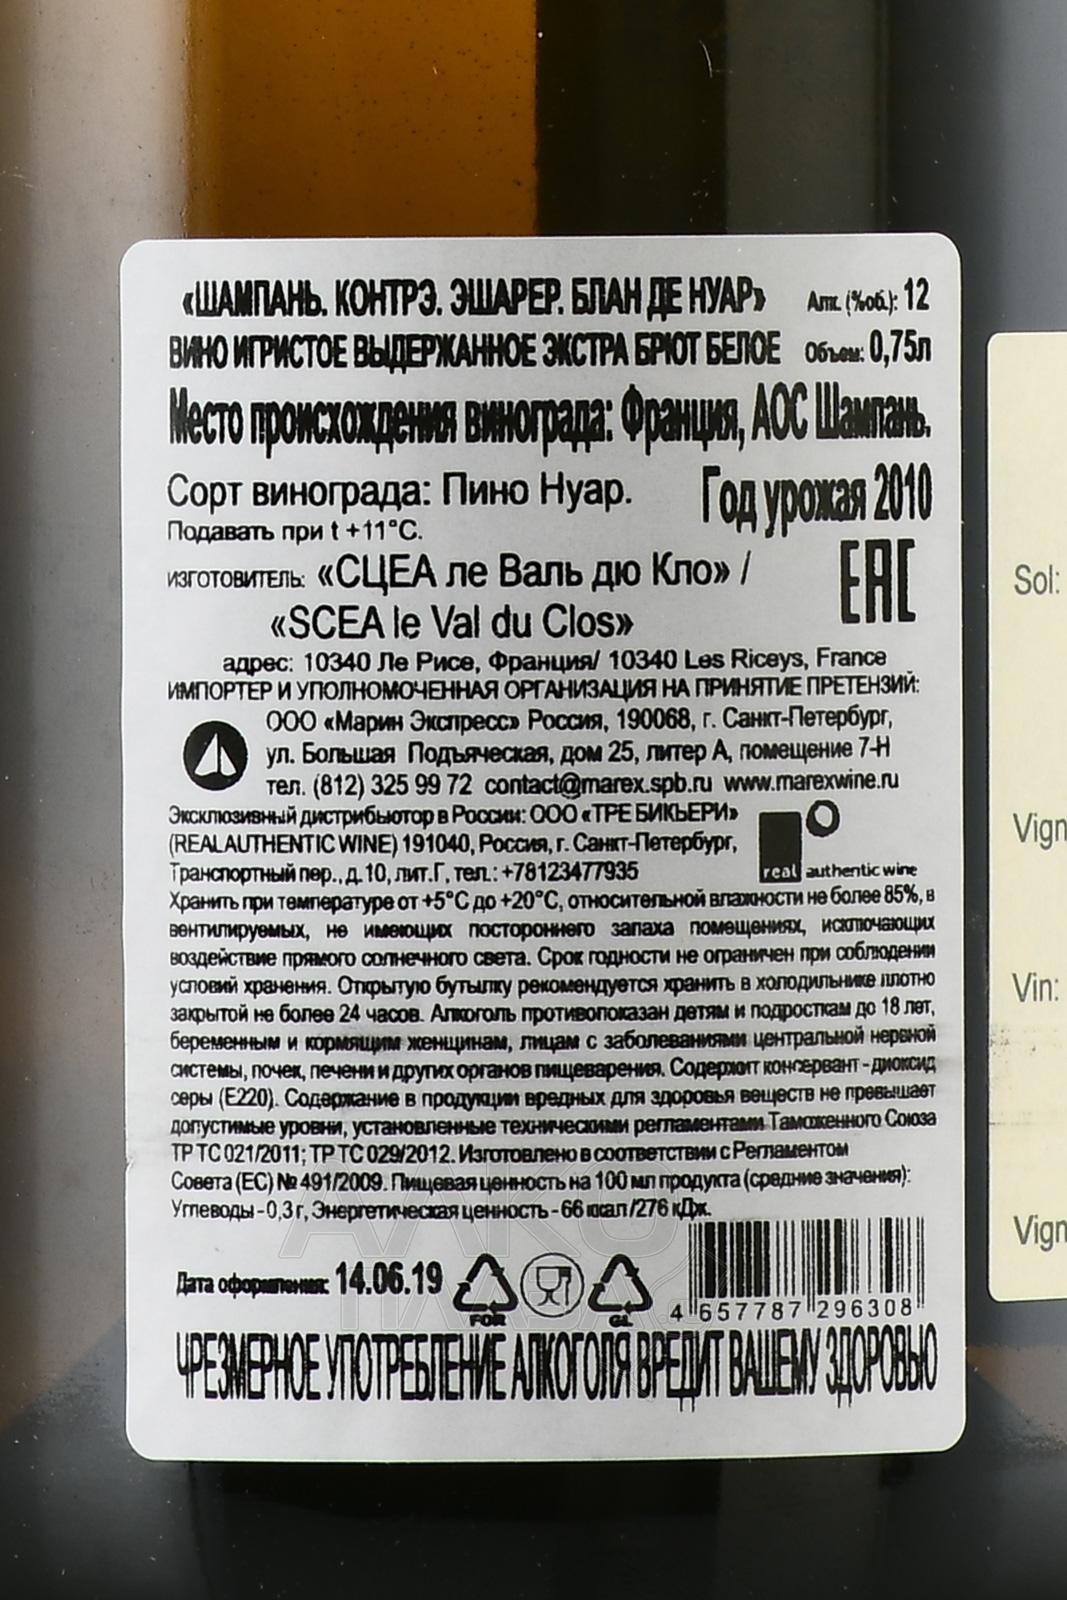 «ШАМПАНЬ. КОНТРЭ. ЭШАРЕР. БЛАН ДЕ НУАР» Алк. (%об.): 12
ВИНО ИГРИСТОЕ ВЫДЕРЖАННОЕ ЭКСТРА БРЮТ БЕЛОЕ Объем: 0,75л
Место происхождения винограда: Франция, АОС Шампань.
Сорт винограда: Пино Нуар. Год урожая 2010
Подавать при t +11°C.
ИЗГОТОВИТЕЛЬ: «СЦЕА ле Валь дю Кло» / EAC
«SCEA le Val du Clos»
адрес: 10340 Ле Рисе, Франция/ 10340 Les Riceys, France
ИМПОРТЕР И УПОЛНОМОЧЕННАЯ ОРГАНИЗАЦИЯ НА ПРИНЯТИЕ ПРЕТЕНЗИЙ:
ООО «Марин Экспресс» Россия, 190068, г. Санкт-Петербург,
ул. Большая Подъяческая, дом 25, литер А, помещение 7-Н
тел. (812) 325 99 72 contact@marex.spb.ru www.marexwine.ru
Эксклюзивный дистрибьютор в России: ООО «ТРЕ БИКЬЕРИ»
(REAL AUTHENTIC WINE) 191040, Россия, г. Санкт-Петербург,
Транспортный пер., д. 10, лит. Г, тел.: +78123477935
real authentic wine
Хранить при температуре от +5°C до +20°C, относительной влажности не более 85%, в
вентилируемых, не имеющих постороннего запаха помещениях, исключающих
воздействие прямого солнечного света. Срок годности не ограничен при соблюдении
условий хранения. Открытую бутылку рекомендуется хранить в холодильнике плотно
закрытой не более 24 часов. Алкоголь противопоказан детям и подросткам до 18 лет,
беременным и кормящим женщинам, лицам с заболеваниями центральной нервной
системы, почек, печени и других органов пищеварения. Содержит консервант - диоксид
серы (Е220). Содержание в продукции вредных для здоровья веществ не превышает
допустимые уровни, установленные техническими регламентами Таможенного Союза
ТР ТС 021/2011; ТР ТС 029/2012. Изготовлено в соответствии с Регламентом
Совета (ЕС) № 491/2009. Пищевая ценность на 100 мл продукта (средние значения):
Углеводы - 0,3 г, Энергетическая ценность - 66 ккал /276 кДж.
Дата оформления: 14.06.19
FOR GL
4 657787 296308
ЧРЕЗМЕРНОЕ УПОТРЕБЛЕНИЕ АЛКОГОЛЯ ВРЕДИТ ВАШЕМУ ЗДОРОВЬЮ
Sol:
Vign
Vin:
Vign